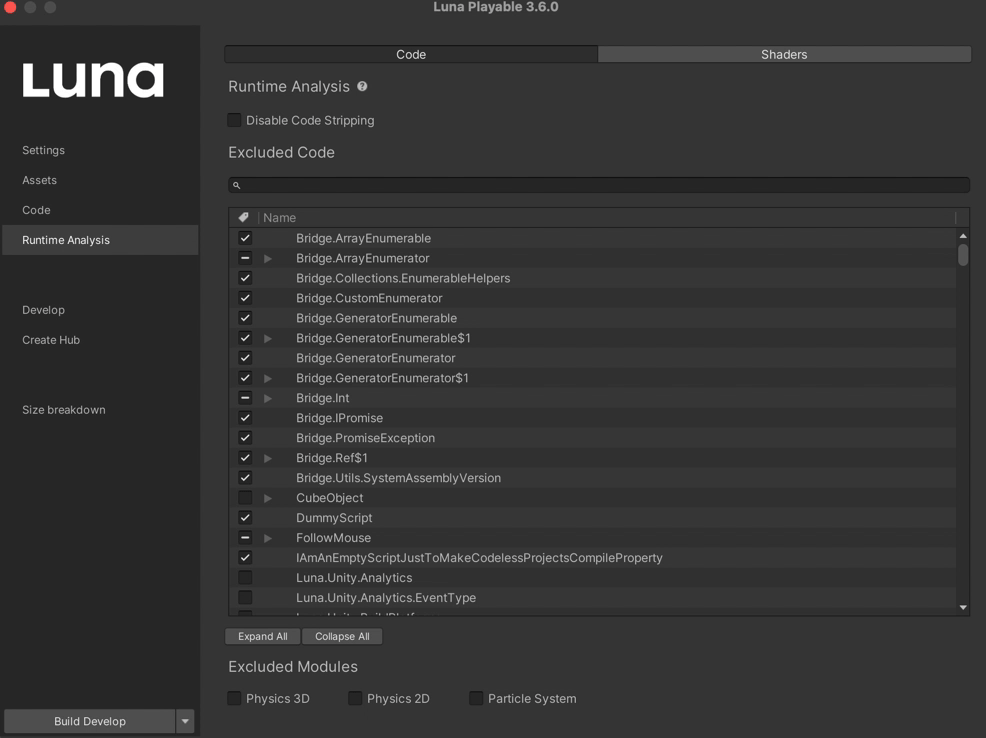 Luna Playable 3.6.0
Luna
Settings
Assets
Code
Runtime Analysis
Develop
Create Hub
Size breakdown
Build Develop
Code
Shaders
Runtime Analysis
Disable Code Stripping
Excluded Code
Name
Bridge.ArrayEnumerable
Bridge.ArrayEnumerator
Bridge.Collections.EnumerableHelpers
Bridge.CustomEnumerator
Bridge.GeneratorEnumerable
Bridge.GeneratorEnumerable$1
Bridge.GeneratorEnumerator
Bridge.GeneratorEnumerator$1
Bridge.Int
Bridge.IPromise
Bridge.PromiseException
Bridge.Ref$1
Bridge.Utils.SystemAssemblyVersion
CubeObject
DummyScript
FollowMouse
IAmAnEmptyScriptJustToMakeCodelessProjectsCompileProperty
Luna.Unity.Analytics
Luna.Unity.Analytics.EventType
Expand All
Collapse All
Excluded Modules
Physics 3D
Physics 2D
Particle System